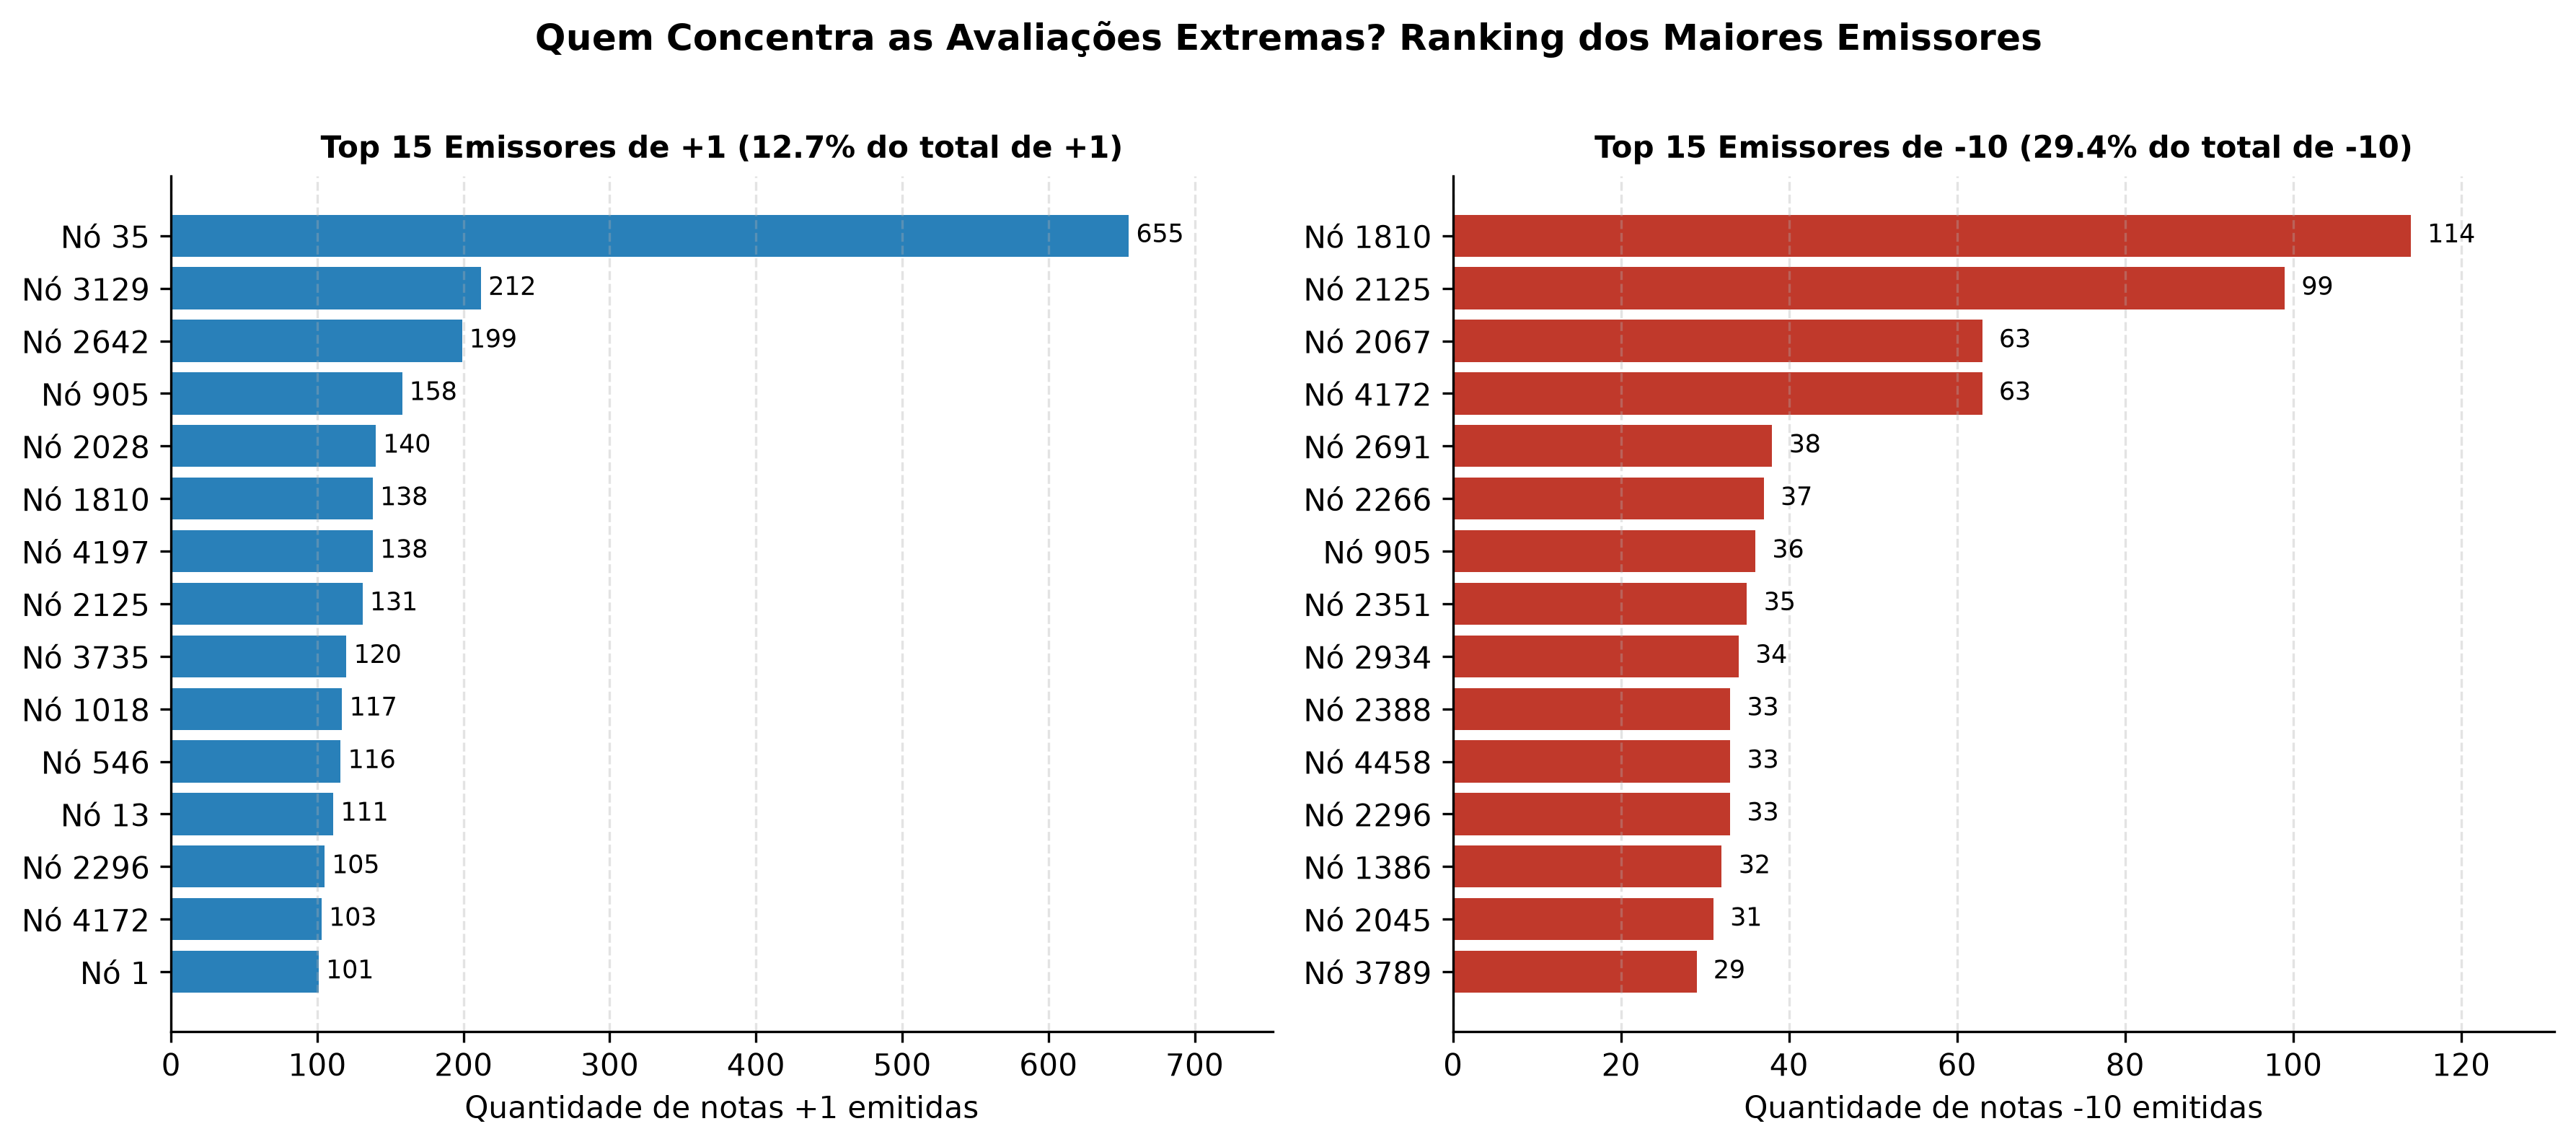 Quem Concentra as Avaliações Extremas? Ranking dos Maiores Emissores
Top 15 Emissores de +1 (12.7% do total de +1)
Nó 35 655
Nó 3129 212
Nó 2642 199
Nó 905 158
Nó 2028 140
Nó 1810 138
Nó 4197 138
Nó 2125 131
Nó 3735 120
Nó 1018 117
Nó 546 116
Nó 13 111
Nó 2296 105
Nó 4172 103
Nó 1 101
0 100 200 300 400 500 600 700
Quantidade de notas +1 emitidas
Top 15 Emissores de -10 (29.4% do total de -10)
Nó 1810 114
Nó 2125 99
Nó 2067 63
Nó 4172 63
Nó 2691 38
Nó 2266 37
Nó 905 36
Nó 2351 35
Nó 2934 34
Nó 2388 33
Nó 4458 33
Nó 2296 33
Nó 1386 32
Nó 2045 31
Nó 3789 29
0 20 40 60 80 100 120
Quantidade de notas -10 emitidas